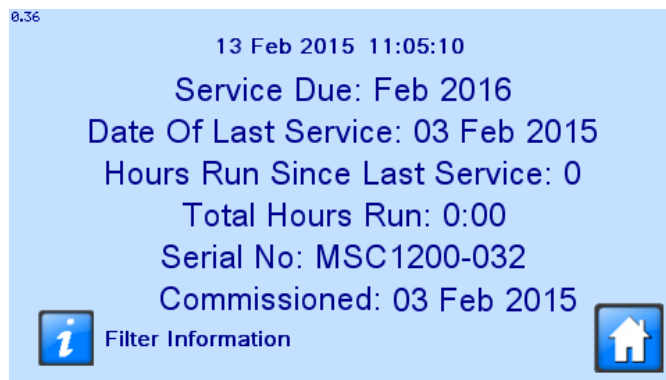 0.36
13 Feb 2015 11:05:10
Service Due: Feb 2016
Date Of Last Service: 03 Feb 2015
Hours Run Since Last Service: 0
Total Hours Run: 0:00
Serial No: MSC1200-032
Commissioned: 03 Feb 2015
Filter Information